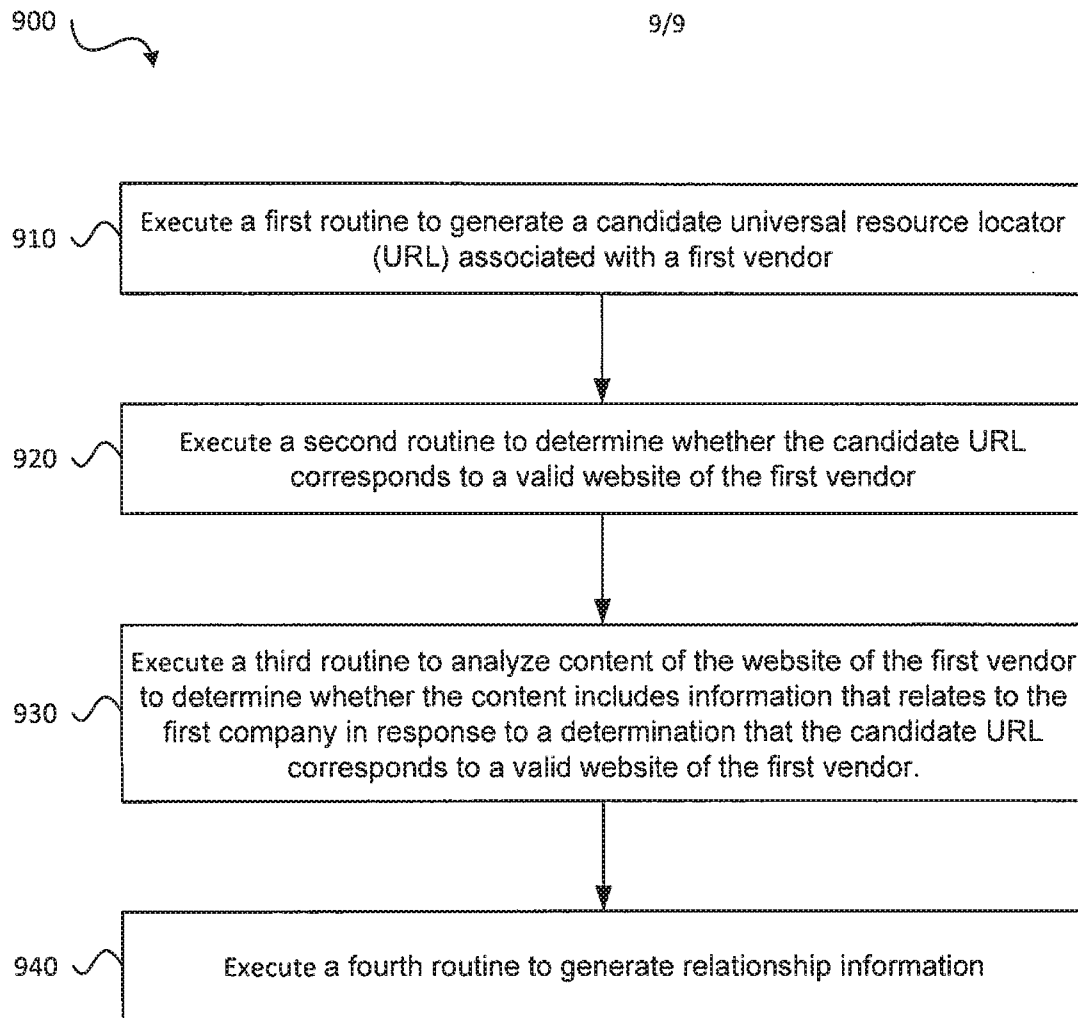 900
9/9
910
Execute a first routine to generate a candidate universal resource locator
(URL) associated with a first vendor
920
Execute a second routine to determine whether the candidate URL
corresponds to a valid website of the first vendor
930
Execute a third routine to analyze content of the website of the first vendor
to determine whether the content includes information that relates to the
first company in response to a determination that the candidate URL
corresponds to a valid website of the first vendor.
940
Execute a fourth routine to generate relationship information